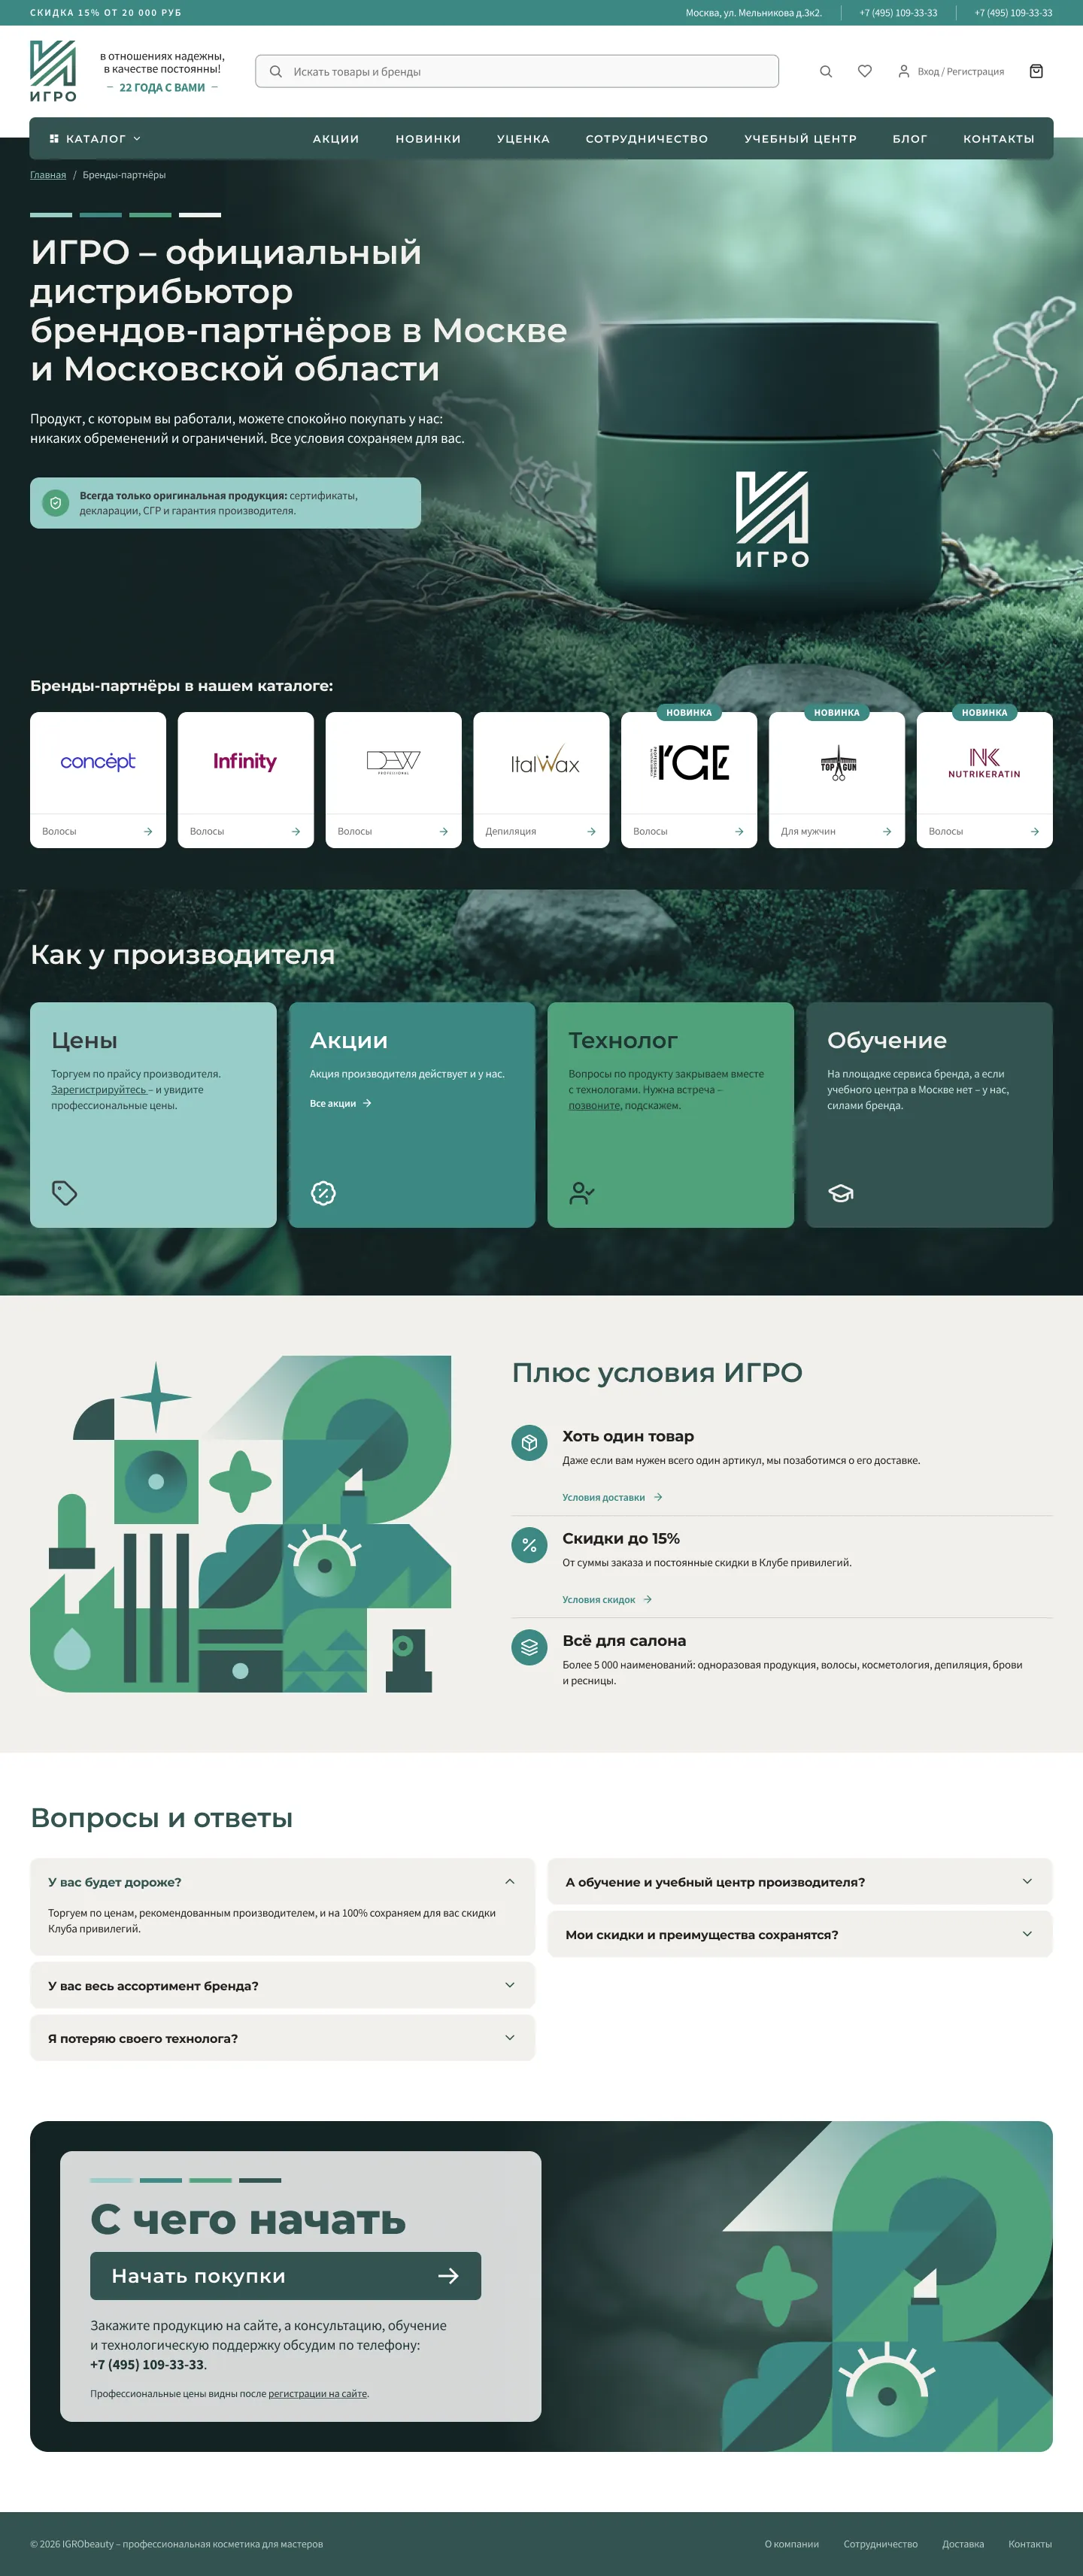 СКИДКА 15% ОТ 20 000 РУБ
Москва, ул. Мельникова д.3к2.
+7 (495) 109-33-33
+7 (495) 109-33-33
ИГРО
в отношениях надежны,
в качестве постоянны!
– 22 ГОДА С ВАМИ –
Искать товары и бренды
Вход / Регистрация
КАТАЛОГ
АКЦИИ
НОВИНКИ
УЦЕНКА
СОТРУДНИЧЕСТВО
УЧЕБНЫЙ ЦЕНТР
БЛОГ
КОНТАКТЫ
Главная / Бренды-партнёры
ИГРО – официальный
дистрибьютор
брендов-партнёров в Москве
и Московской области
Продукт, с которым вы работали, можете спокойно покупать у нас:
никаких обременений и ограничений. Все условия сохраняем для вас.
Всегда только оригинальная продукция: сертификаты,
декларации, СГР и гарантия производителя.
ИГРО
Бренды-партнёры в нашем каталоге:
НОВИНКА
НОВИНКА
НОВИНКА
concépt
Infinity
DEW
PROFESSIONAL
ItalWax
I'CE
PROFESSIONAL
TOP GUN
NK
NUTRIKERATIN
Волосы
Волосы
Волосы
Депиляция
Волосы
Для мужчин
Волосы
Как у производителя
Цены
Торгуем по прайсу производителя.
Зарегистрируйтесь – и увидите
профессиональные цены.
Акции
Акция производителя действует и у нас.
Все акции
Технолог
Вопросы по продукту закрываем вместе
с технологами. Нужна встреча –
позвоните, подскажем.
Обучение
На площадке сервиса бренда, а если
учебного центра в Москве нет – у нас,
силами бренда.
Плюс условия ИГРО
Хоть один товар
Даже если вам нужен всего один артикул, мы позаботимся о его доставке.
Условия доставки
Скидки до 15%
От суммы заказа и постоянные скидки в Клубе привилегий.
Условия скидок
Всё для салона
Более 5 000 наименований: одноразовая продукция, волосы, косметология, депиляция, брови
и ресницы.
Вопросы и ответы
У вас будет дороже?
Торгуем по ценам, рекомендованным производителем, и на 100% сохраняем для вас скидки
Клуба привилегий.
У вас весь ассортимент бренда?
Я потеряю своего технолога?
А обучение и учебный центр производителя?
Мои скидки и преимущества сохранятся?
С чего начать
Начать покупки
Закажите продукцию на сайте, а консультацию, обучение
и технологическую поддержку обсудим по телефону:
+7 (495) 109-33-33.
Профессиональные цены видны после регистрации на сайте.
© 2026 IGRObeauty – профессиональная косметика для мастеров
О компании
Сотрудничество
Доставка
Контакты